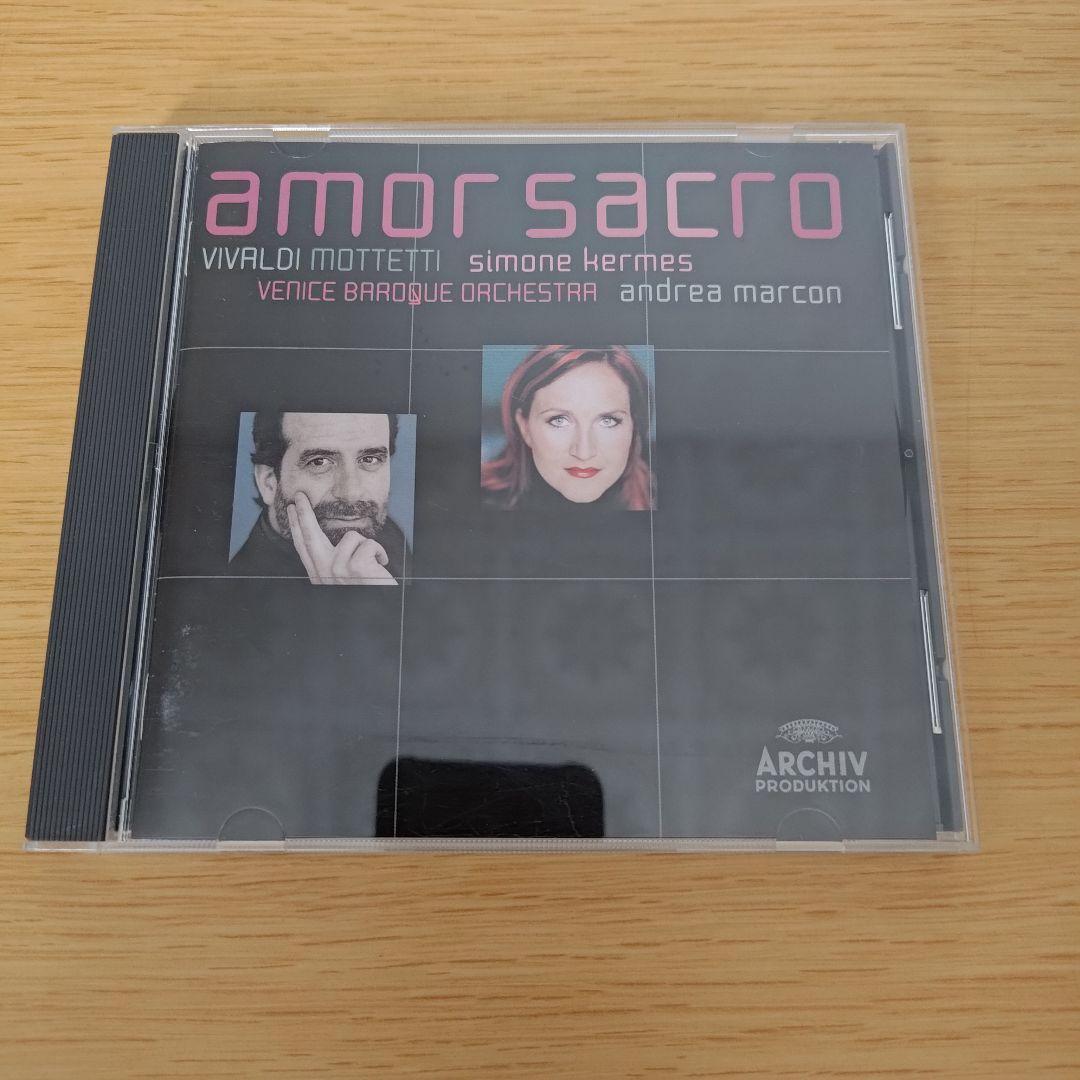 amor sacro
VIVALDI MOTTETTI simone kermes
VENICE BAROQUE ORCHESTRA andrea marcon
ARCHIV
PRODUKTION